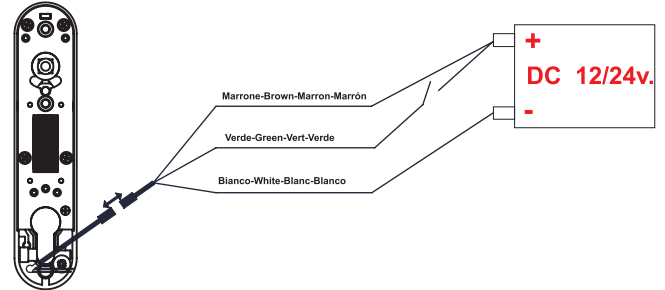 +
DC 12/24v.
Marrone-Brown-Marron-Marrón
-
Verde-Green-Vert-Verde
Bianco-White-Blanc-Blanco